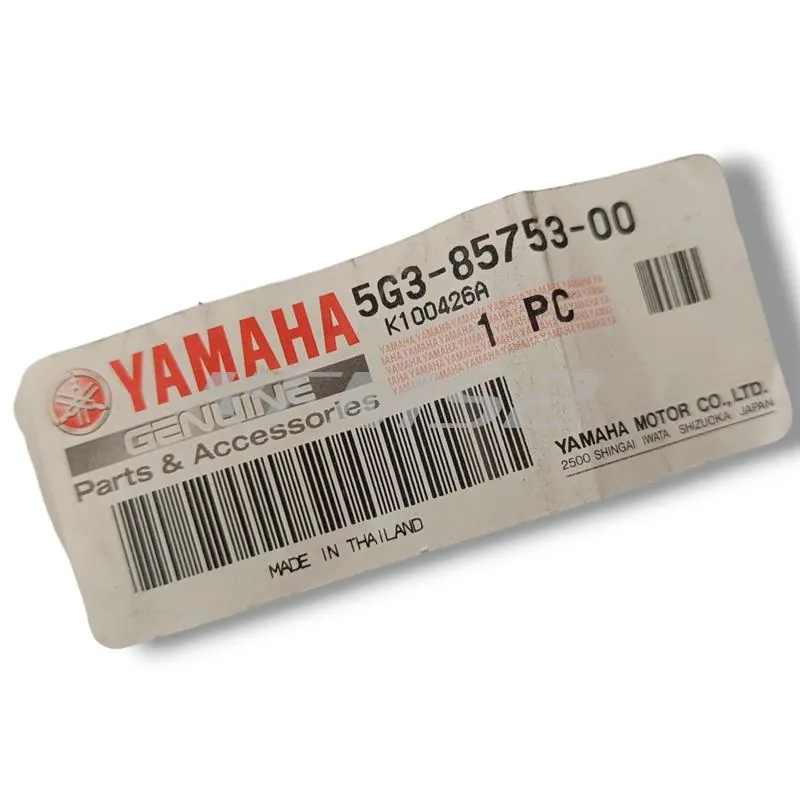 5G3-85753-00
K100426A
1 PC
YAMAHA
GENUINE
Parts & Accessories
MADE IN THAILAND
YAMAHA MOTOR CO.,LTD.
2500 SHINGAI IWATA SHIZUOKA JAPAN